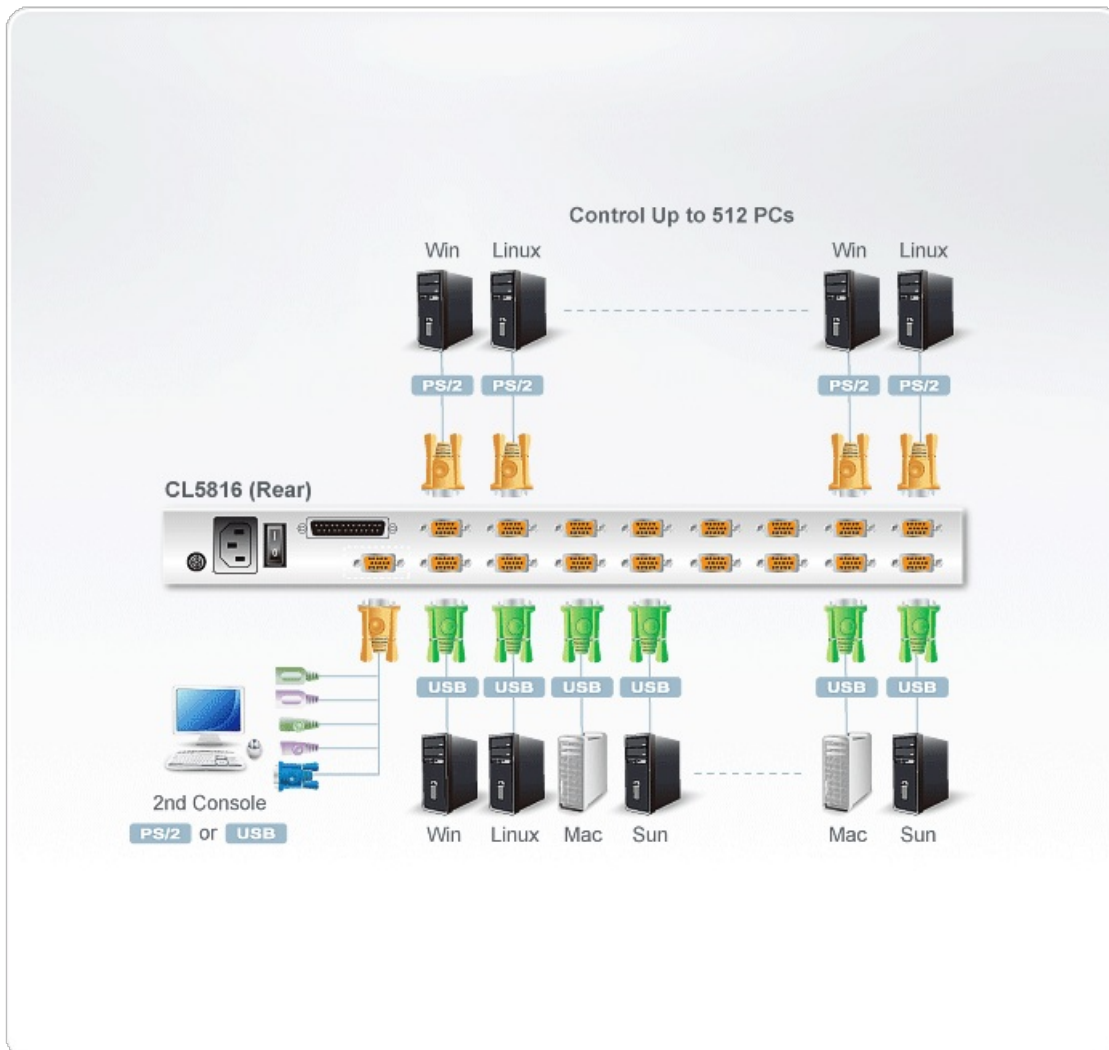 Control Up to 512 PCs
Win Linux Win Linux
PS/2 PS/2 PS/2 PS/2
CL5816 (Rear)
USB USB USB USB USB USB
2nd Console
PS/2 or USB
Win Linux Mac Sun Mac Sun